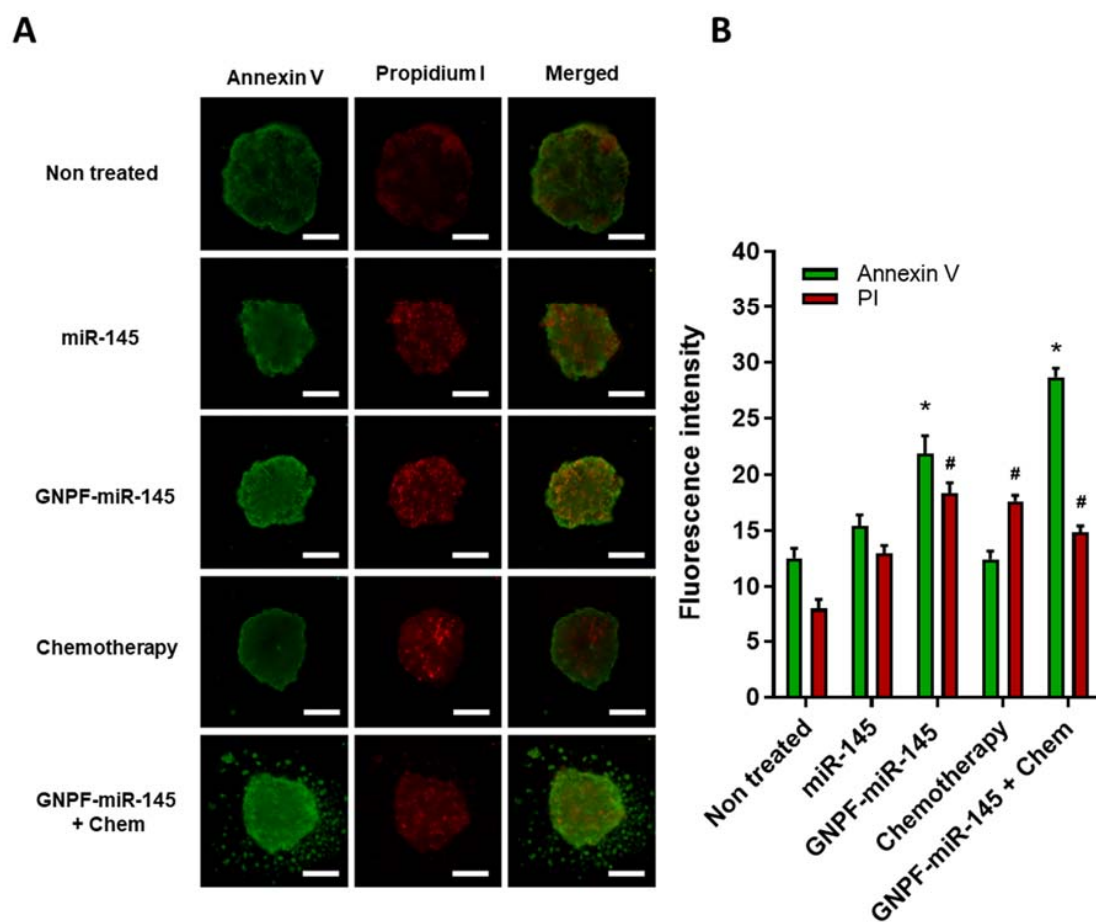 A
Annexin V Propidium I Merged
Non treated
miR-145
GNPF-miR-145
Chemotherapy
GNPF-miR-145
+ Chem
B
Annexin V
PI
Fluorescence intensity
40
35
30
25
20
15
10
5
0
*
#
#
*
#
Non treated
miR-145
GNPF-miR-145
Chemotherapy
GNPF-miR-145 + Chem